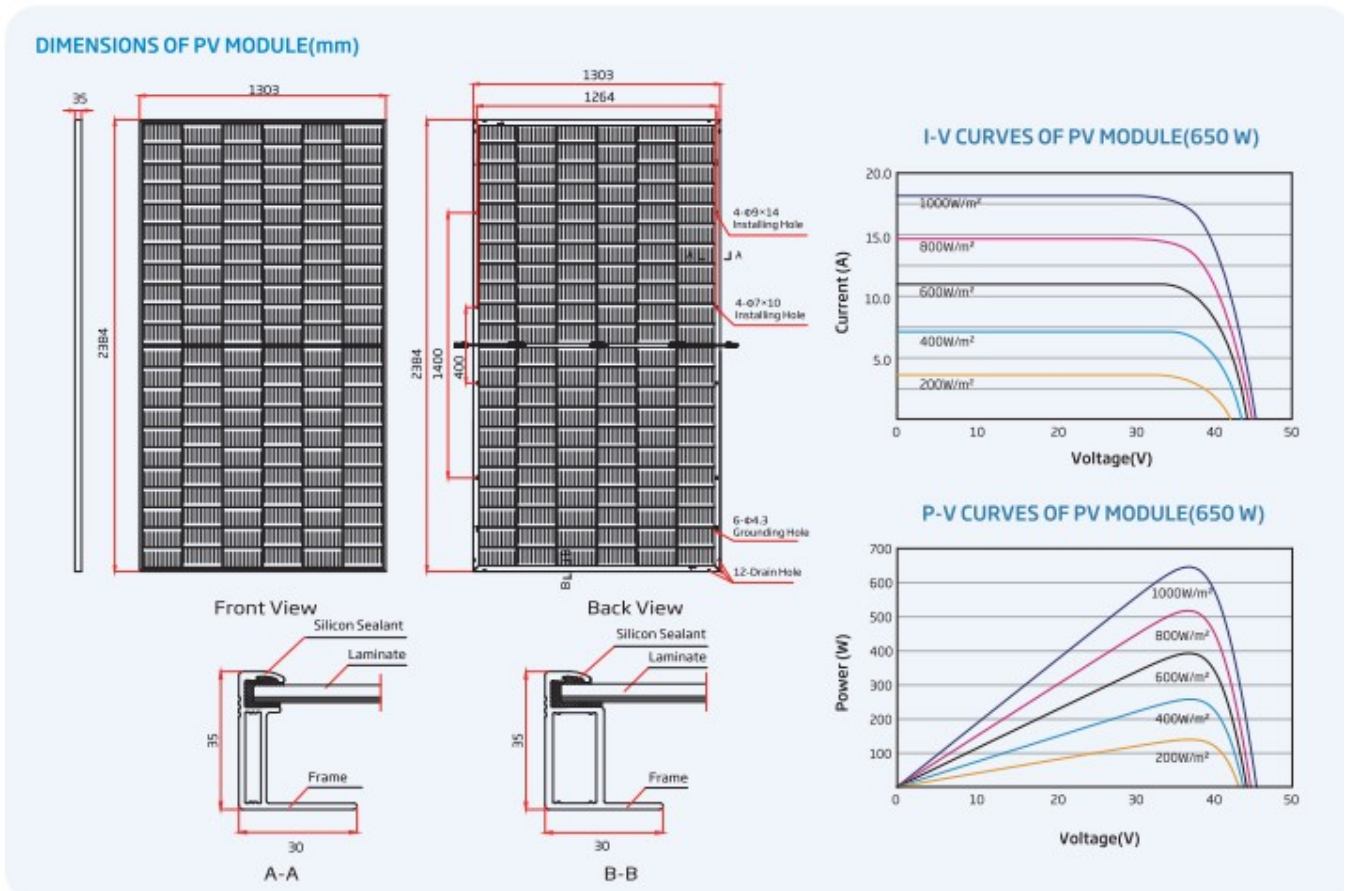 DIMENSIONS OF PV MODULE(mm)
35
1303
2384
Front View
1303
1264
2384
1400
400
4-Φ9×14
Installing Hole
A
A
4-Φ7×10
Installing Hole
6-Φ4.3
Grounding Hole
12-Drain Hole
B
B
Back View
Silicon Sealant
Laminate
35
Frame
30
A-A
Silicon Sealant
Laminate
35
Frame
30
B-B
I-V CURVES OF PV MODULE(650 W)
Current (A)
20.0
15.0
10.0
5.0
1000W/m²
800W/m²
600W/m²
400W/m²
200W/m²
0 10 20 30 40 50
Voltage(V)
P-V CURVES OF PV MODULE(650 W)
Power (W)
700
600
500
400
300
200
100
1000W/m²
800W/m²
600W/m²
400W/m²
200W/m²
0 10 20 30 40 50
Voltage(V)